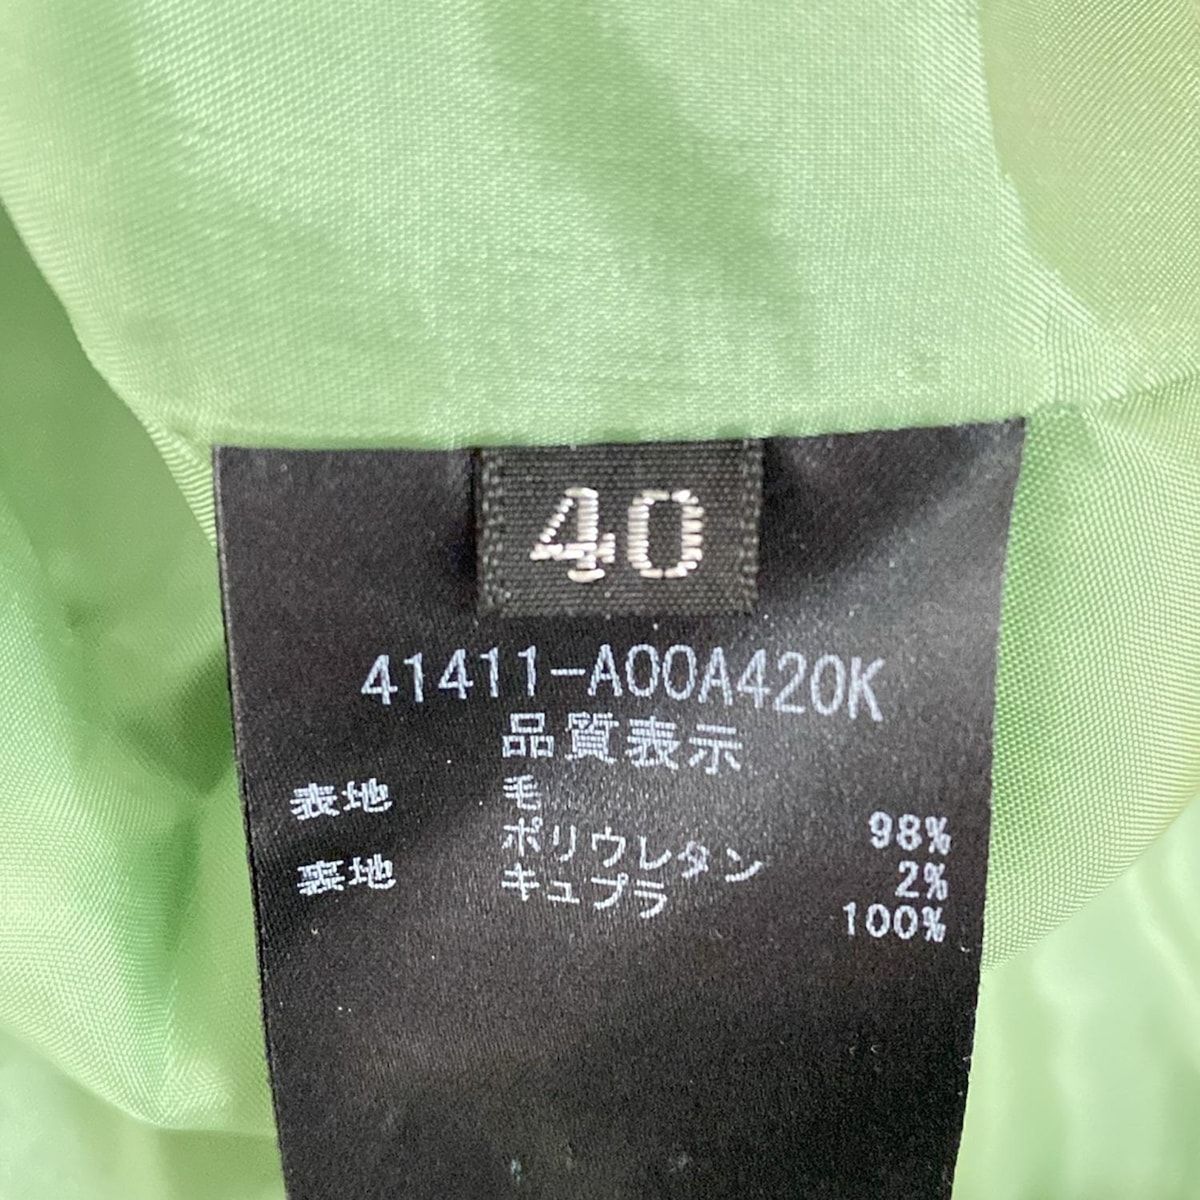 40
41411-A00A420K
品質表示
表地 毛 98%
ポリウレタン 2%
裏地 キュプラ 100%